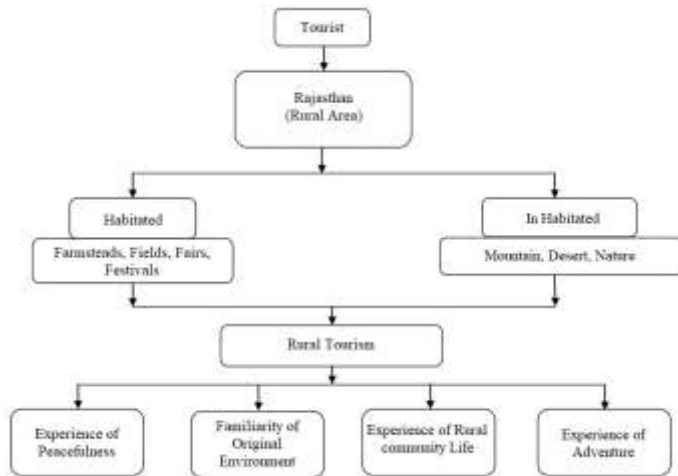 Tourist
Rajasthan
(Rural Area)
Habitated
In Habitated
Farmsteads, Fields, Fairs,
Festivals
Mountain, Desert, Nature
Rural Tourism
Experience of
Peacefulness
Familiarity of
Original
Environment
Experience of Rural
community Life
Experience of
Adventure